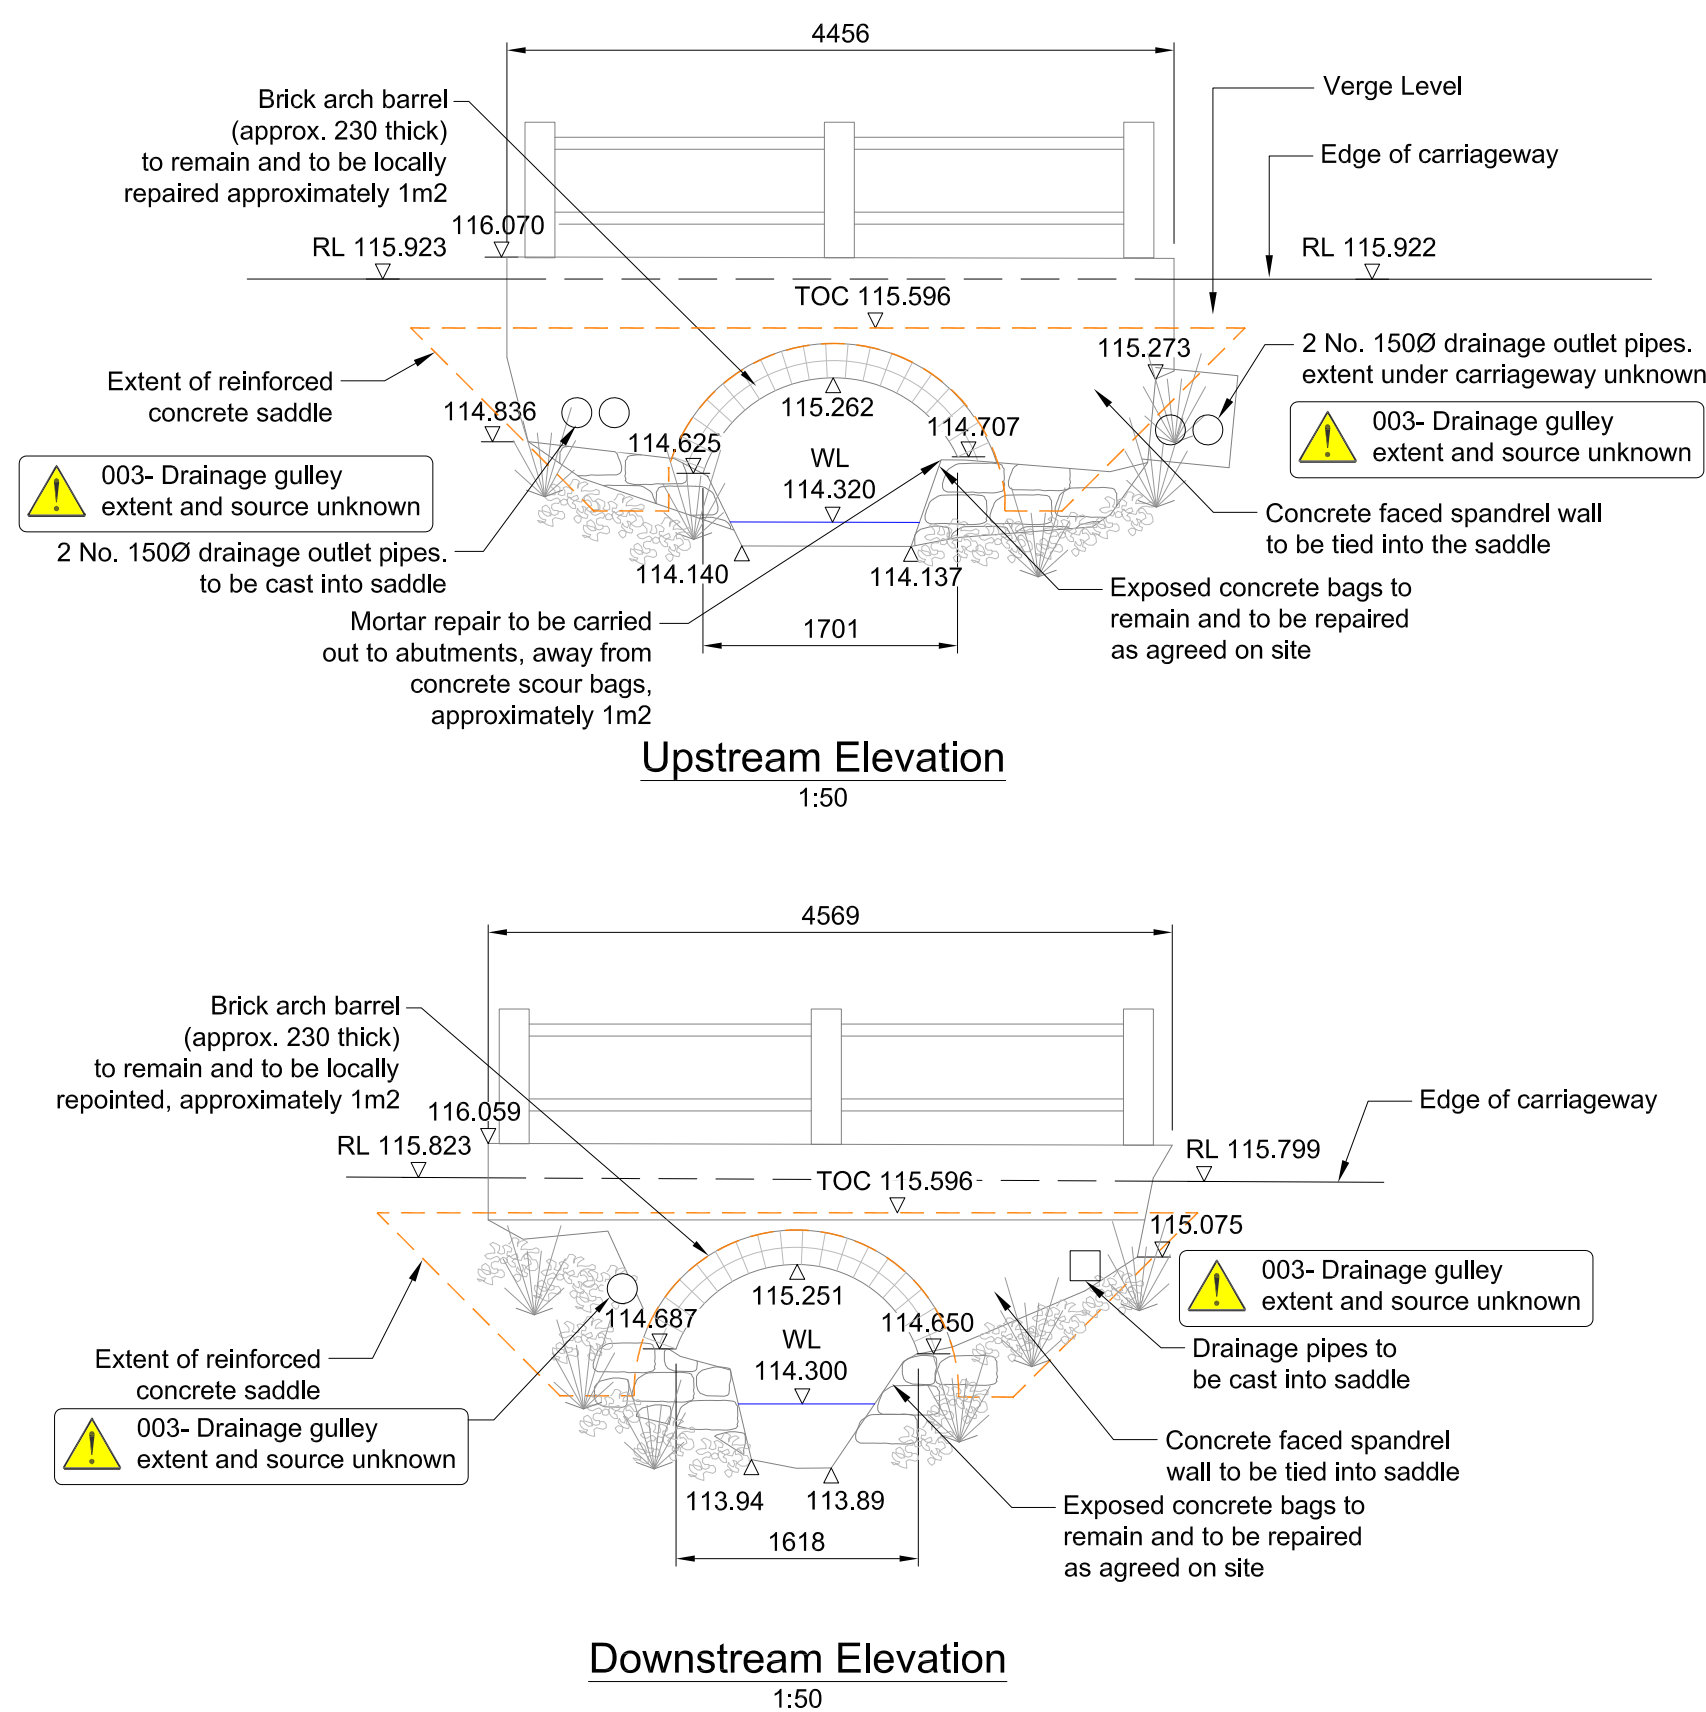 4456
Brick arch barrel
(approx. 230 thick)
to remain and to be locally
repaired approximately 1m2
Verge Level
Edge of carriageway
116.070
RL 115.923
RL 115.922
TOC 115.596
115.273
2 No. 150Ø drainage outlet pipes.
extent under carriageway unknown
Extent of reinforced
concrete saddle
114.836
115.262
114.625
114.707
003- Drainage gulley
extent and source unknown
WL
114.320
003- Drainage gulley
extent and source unknown
2 No. 150Ø drainage outlet pipes.
to be cast into saddle
Concrete faced spandrel wall
to be tied into the saddle
114.140
114.137
Exposed concrete bags to
remain and to be repaired
as agreed on site
Mortar repair to be carried
out to abutments, away from
concrete scour bags,
approximately 1m2
1701
Upstream Elevation
1:50
4569
Brick arch barrel
(approx. 230 thick)
to remain and to be locally
repointed, approximately 1m2
Edge of carriageway
116.059
RL 115.823
RL 115.799
TOC 115.596
115.075
003- Drainage gulley
extent and source unknown
115.251
114.687
114.650
WL
114.300
Extent of reinforced
concrete saddle
Drainage pipes to
be cast into saddle
003- Drainage gulley
extent and source unknown
Concrete faced spandrel
wall to be tied into saddle
113.94
113.89
Exposed concrete bags to
remain and to be repaired
as agreed on site
1618
Downstream Elevation
1:50